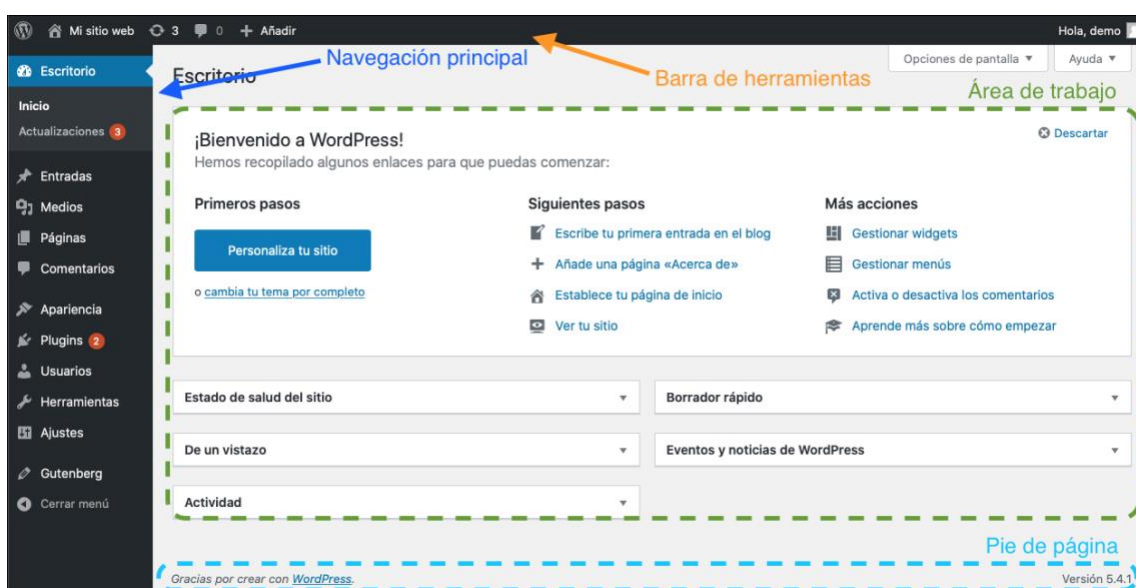 Mi sitio web 3 0 + Añadir Hola, demo
Escritorio
Inicio
Actualizaciones 3
Entradas
Medios
Páginas
Comentarios
Apariencia
Plugins 2
Usuarios
Herramientas
Ajustes
Gutenberg
Cerrar menú
Escritorio
Navegación principal
Barra de herramientas
Opciones de pantalla ▼ Ayuda ▼
Área de trabajo
¡Bienvenido a WordPress!
Descartar
Hemos recopilado algunos enlaces para que puedas comenzar:
Primeros pasos
Personaliza tu sitio
o cambia tu tema por completo
Siguientes pasos
Escribe tu primera entrada en el blog
Añade una página «Acerca de»
Establece tu página de inicio
Ver tu sitio
Más acciones
Gestionar widgets
Gestionar menús
Activa o desactiva los comentarios
Aprende más sobre cómo empezar
Estado de salud del sitio ▼
Borrador rápido ▼
De un vistazo ▼
Eventos y noticias de WordPress ▼
Actividad ▼
Pie de página
Gracias por crear con WordPress.
Versión 5.4.1